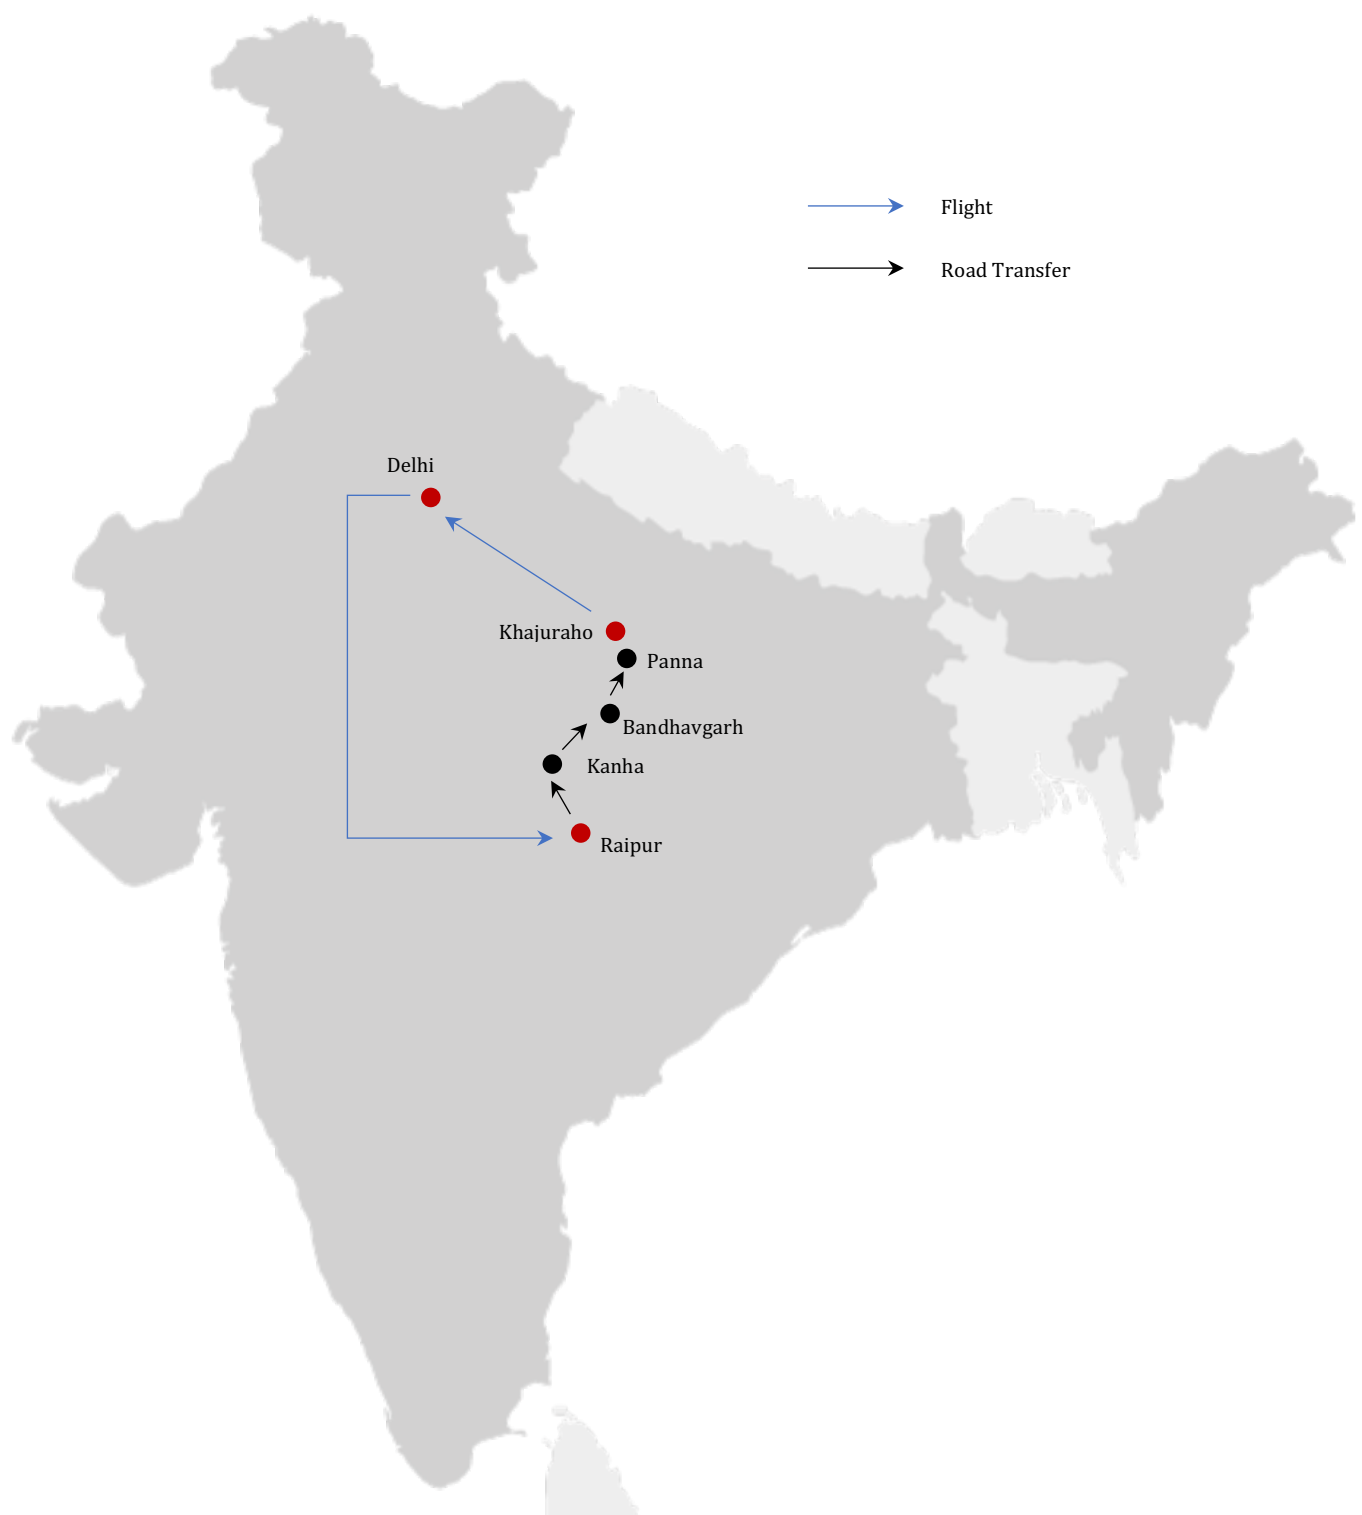 Flight
Road Transfer
Delhi
Khajuraho
Panna
Bandhavgarh
Kanha
Raipur